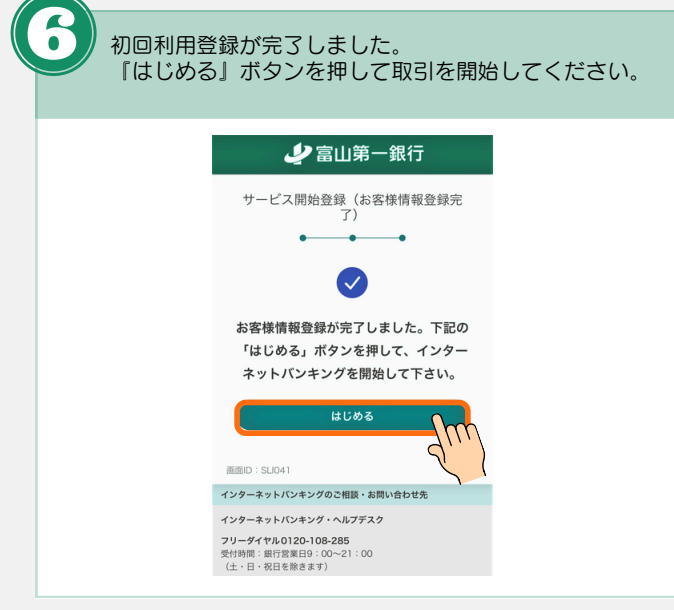 6
初回利用登録が完了しました。
『はじめる』ボタンを押して取引を開始してください。
富山第一銀行
サービス開始登録（お客様情報登録完
了）
お客様情報登録が完了しました。下記の
「はじめる」ボタンを押して、インター
ネットバンキングを開始して下さい。
はじめる
画面ID：SLI041
インターネットバンキングのご相談・お問い合わせ先
インターネットバンキング・ヘルプデスク
フリーダイヤル0120-108-285
受付時間：銀行営業日9：00～21：00
（土・日・祝日を除きます）